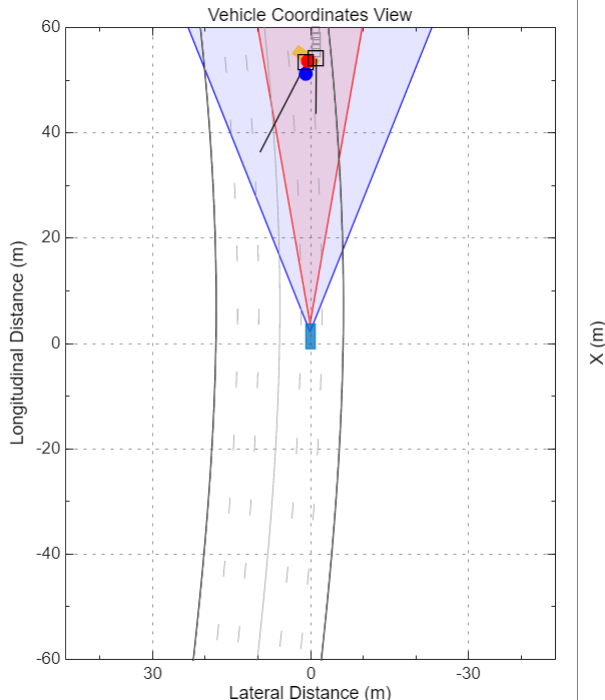 Vehicle Coordinates View
60
40
20
0
-20
-40
-60
30
0
-30
Longitudinal Distance (m)
Lateral Distance (m)
X (m)